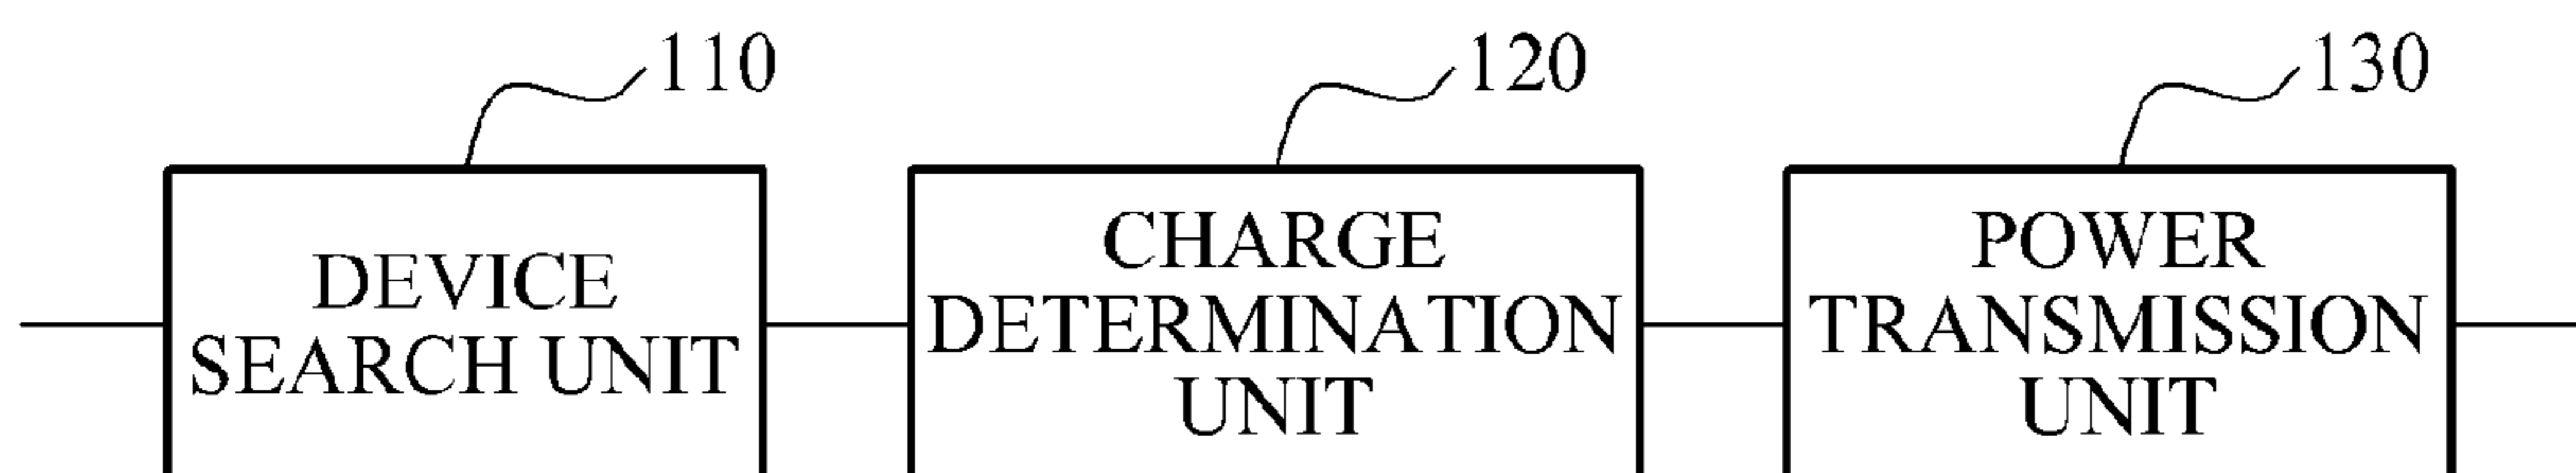 110
120
130
DEVICE
SEARCH UNIT
CHARGE
DETERMINATION
UNIT
POWER
TRANSMISSION
UNIT